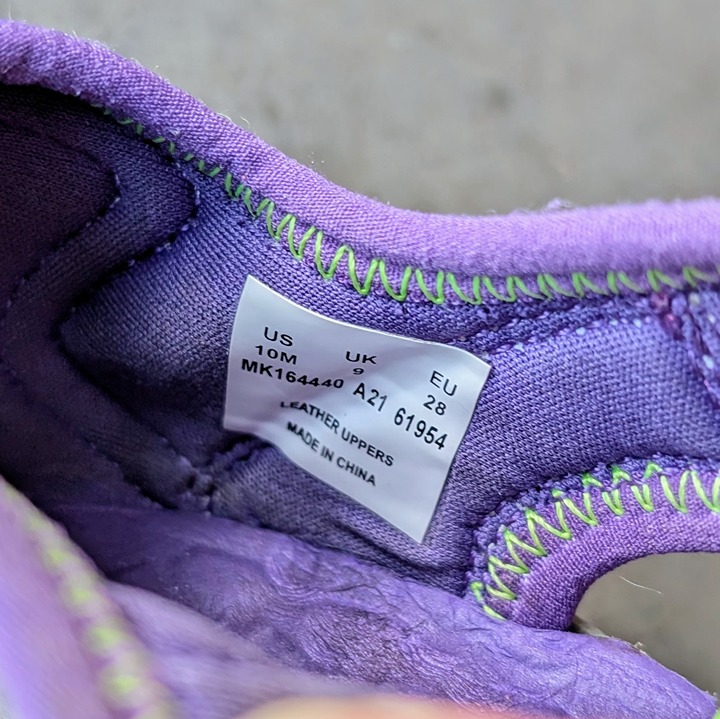 US UK EU
10M 9 28
MK164440 A21 61954
LEATHER UPPERS
MADE IN CHINA